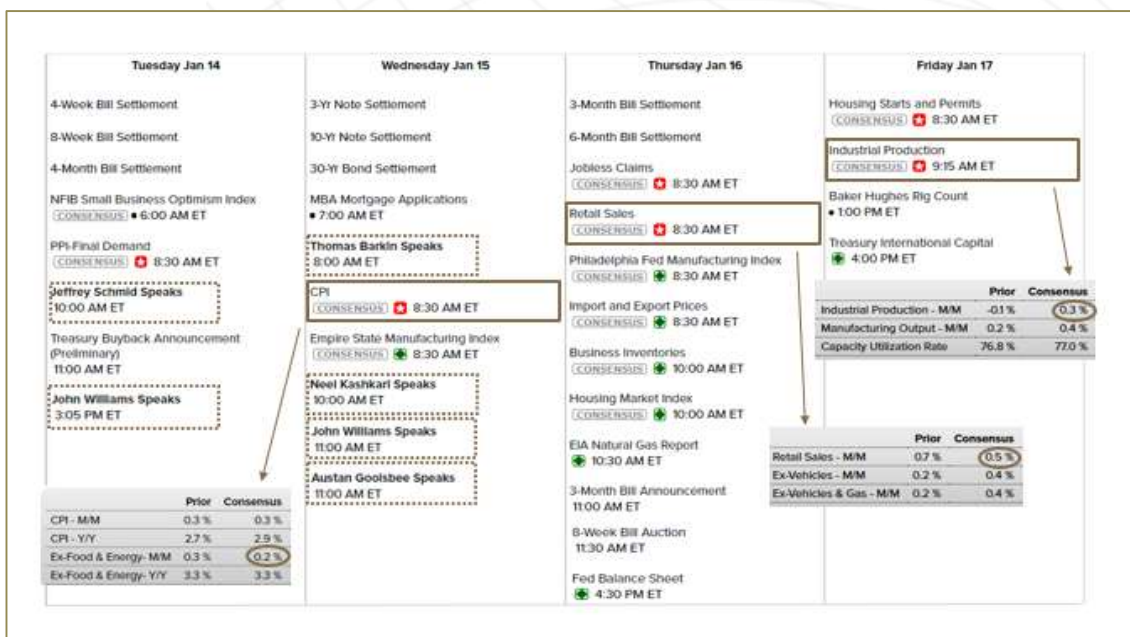 Tuesday Jan 14
4-Week Bill Settlement
8-Week Bill Settlement
4-Month Bill Settlement
NFIB Small Business Optimism Index
CONSENSUS 6:00 AM ET
PPI-Final Demand
CONSENSUS 8:30 AM ET
Jeffrey Schmid Speaks
10:00 AM ET
Treasury Buyback Announcement
(Preliminary)
11:00 AM ET
John Williams Speaks
3:05 PM ET
Prior Consensus
CPI - M/M 0.3 % 0.3 %
CPI - Y/Y 2.7 % 2.9 %
Ex-Food & Energy- M/M 0.3 % 0.2 %
Ex-Food & Energy- Y/Y 3.3 % 3.3 %
Wednesday Jan 15
3-Yr Note Settlement
10-Yr Note Settlement
30-Yr Bond Settlement
MBA Mortgage Applications
7:00 AM ET
Thomas Barkin Speaks
8:00 AM ET
CPI
CONSENSUS 8:30 AM ET
Empire State Manufacturing Index
CONSENSUS 8:30 AM ET
Neel Kashkari Speaks
10:00 AM ET
John Williams Speaks
11:00 AM ET
Austan Goolsbee Speaks
11:00 AM ET
Thursday Jan 16
3-Month Bill Settlement
6-Month Bill Settlement
Jobless Claims
CONSENSUS 8:30 AM ET
Retail Sales
CONSENSUS 8:30 AM ET
Philadelphia Fed Manufacturing Index
CONSENSUS 8:30 AM ET
Import and Export Prices
CONSENSUS 8:30 AM ET
Business Inventories
CONSENSUS 10:00 AM ET
Housing Market Index
CONSENSUS 10:00 AM ET
EIA Natural Gas Report
10:30 AM ET
3-Month Bill Announcement
11:00 AM ET
8-Week Bill Auction
11:30 AM ET
Fed Balance Sheet
4:30 PM ET
Friday Jan 17
Housing Starts and Permits
CONSENSUS 8:30 AM ET
Industrial Production
CONSENSUS 9:15 AM ET
Baker Hughes Rig Count
1:00 PM ET
Treasury International Capital
4:00 PM ET
Prior Consensus
Industrial Production - M/M -0.1 % 0.3 %
Manufacturing Output - M/M 0.2 % 0.4 %
Capacity Utilization Rate 76.8 % 77.0 %
Prior Consensus
Retail Sales - M/M 0.7 % 0.5 %
Ex-Vehicles - M/M 0.2 % 0.4 %
Ex-Vehicles & Gas - M/M 0.2 % 0.4 %